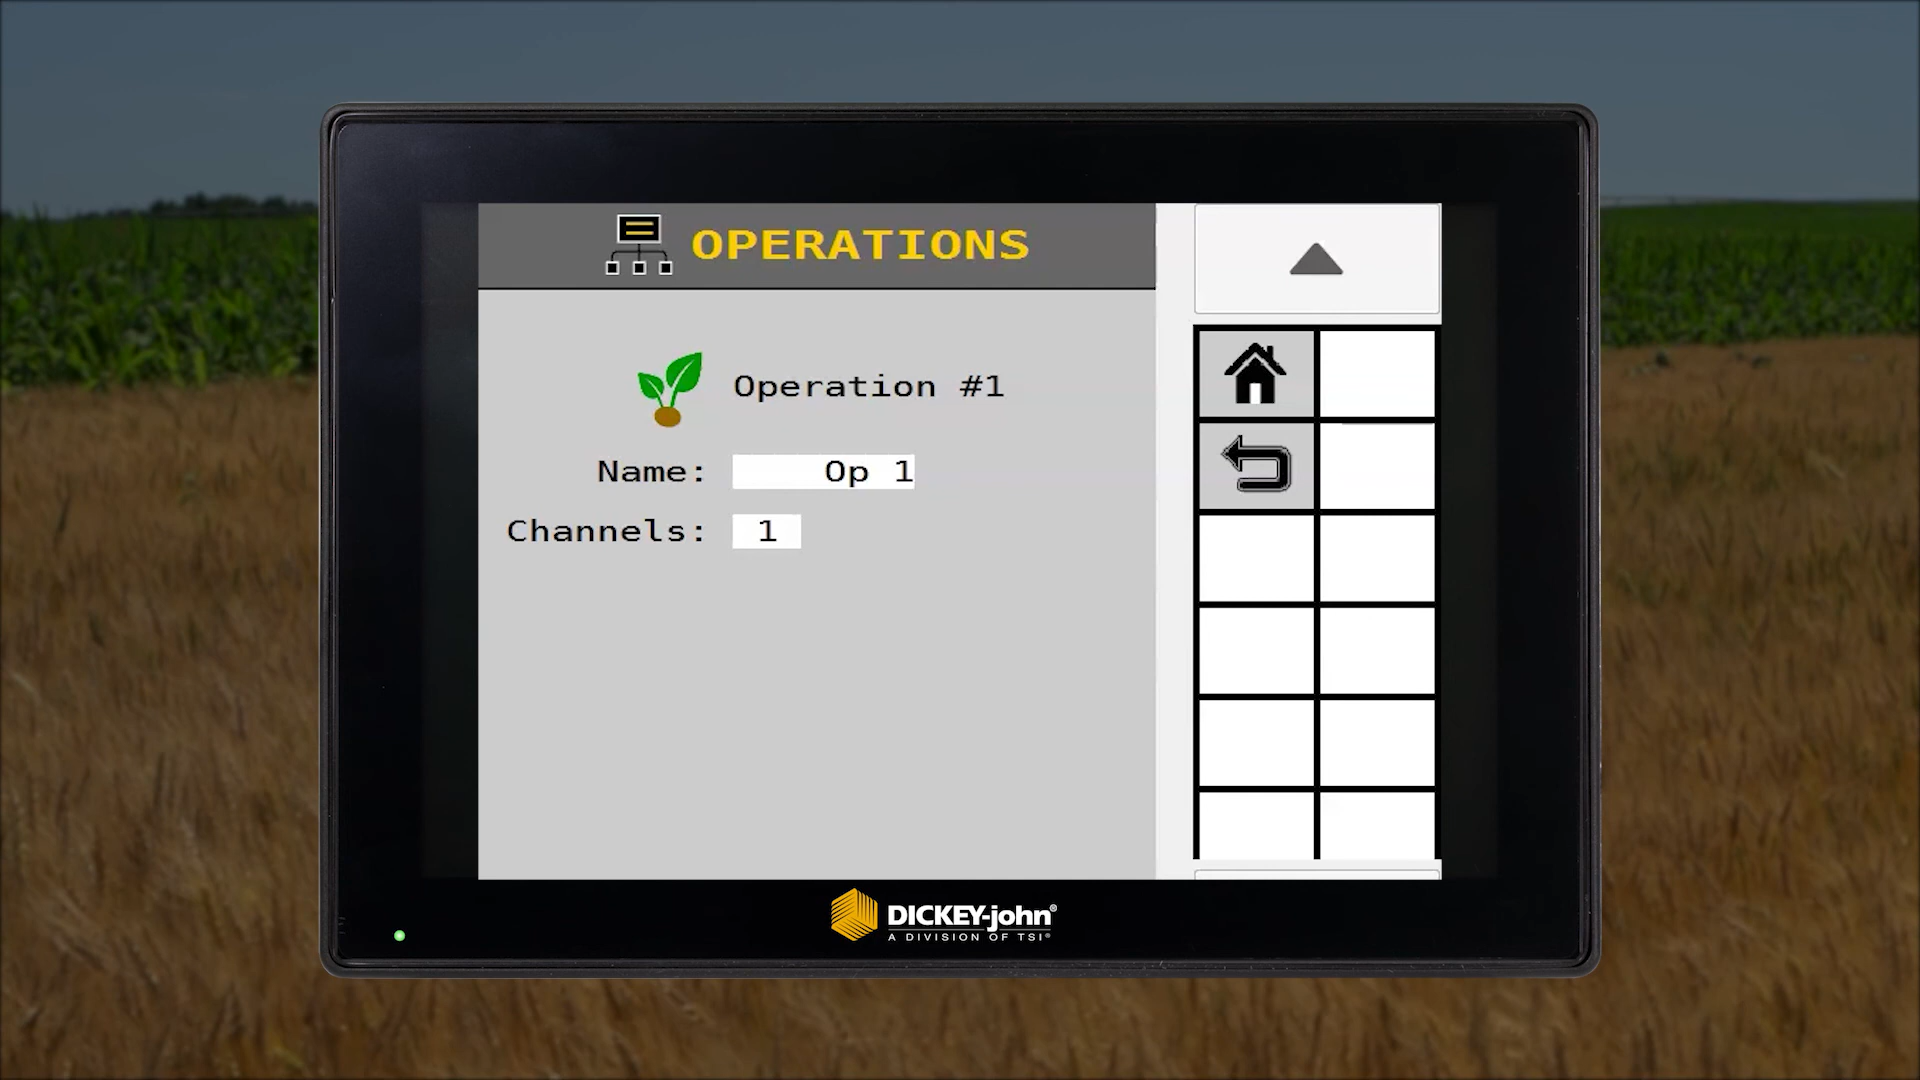 OPERATIONS
Operation #1
Name: Op 1
Channels: 1
DICKEY-john®
A DIVISION OF TSI®